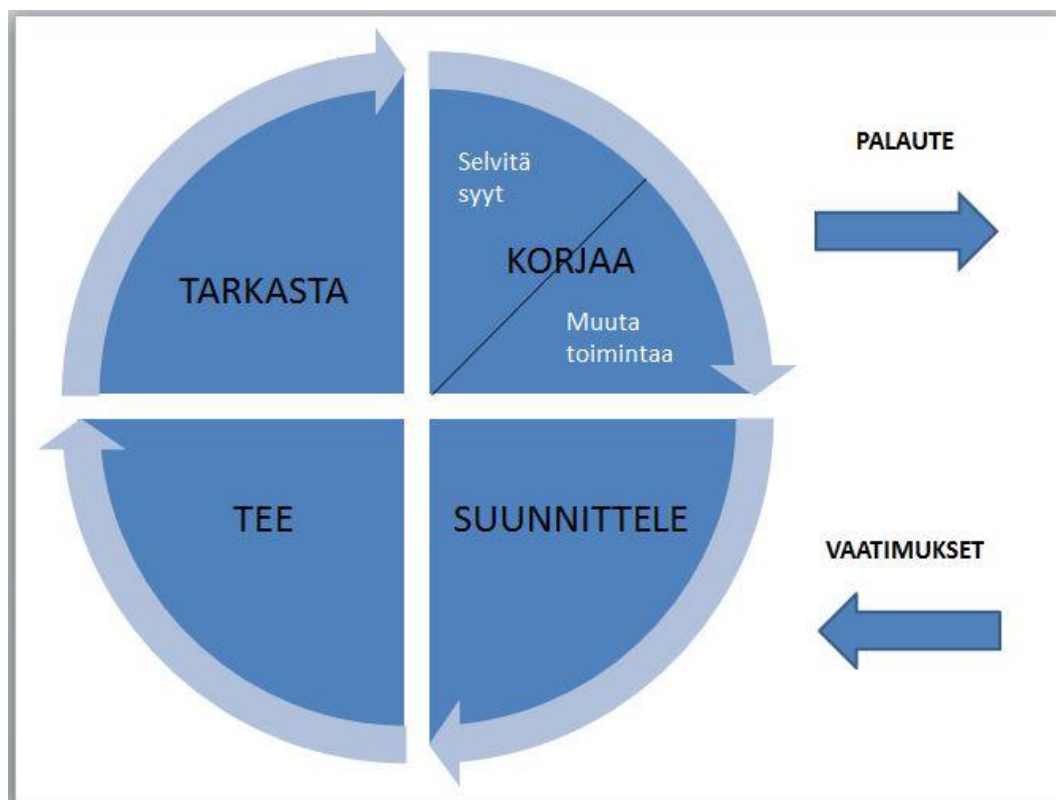 Selvitä
syyt
KORJAA
Muuta
toimintaa
TARKASTA
TEE
SUUNNITTELE
PALAUTE
VAATIMUKSET